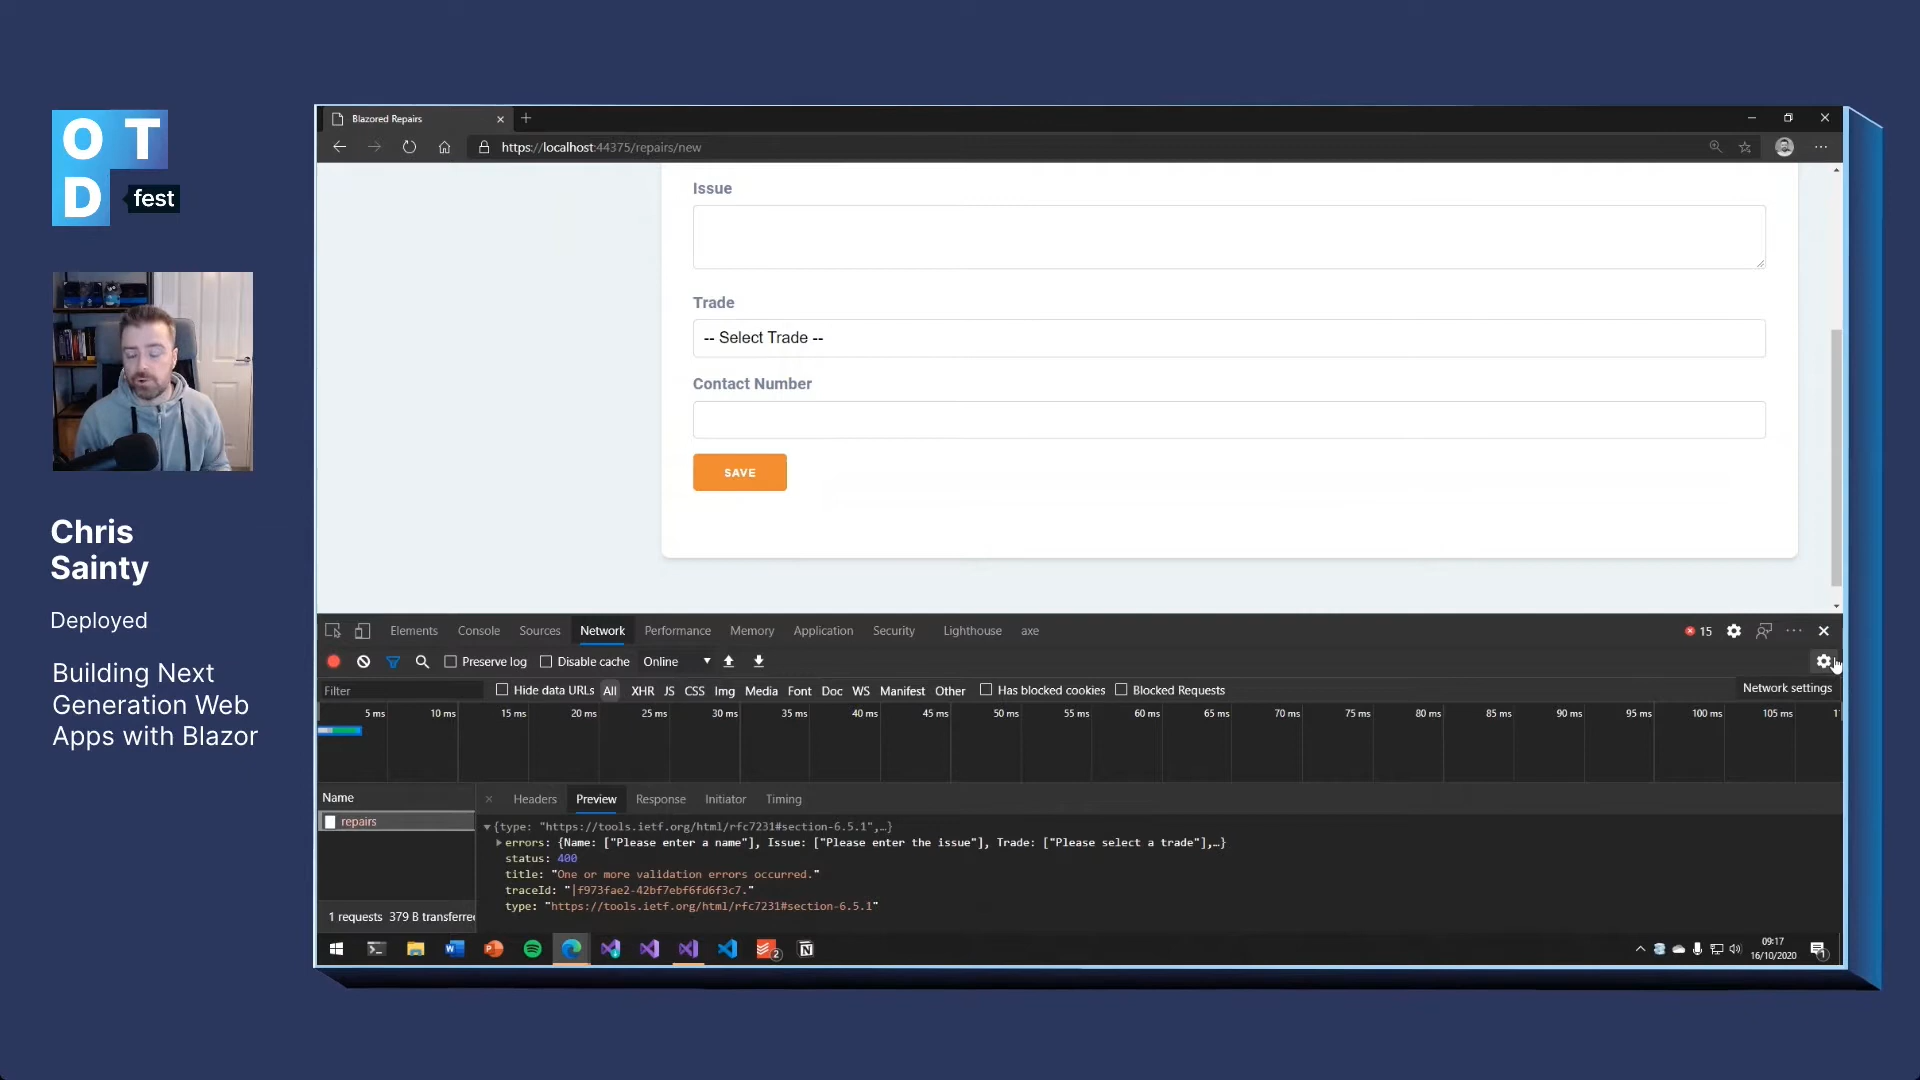 O T
D
fest
Chris
Sainty
Deployed
Building Next
Generation Web
Apps with Blazor
Blazored Repairs
https://localhost:44375/repairs/new
Issue
Trade
-- Select Trade --
Contact Number
SAVE
Elements Console Sources Network Performance Memory Application Security Lighthouse axe 15
Preserve log Disable cache Online
Filter Hide data URLs All XHR JS CSS Img Media Font Doc WS Manifest Other Has blocked cookies Blocked Requests
Network settings
5 ms 10 ms 15 ms 20 ms 25 ms 30 ms 35 ms 40 ms 45 ms 50 ms 55 ms 60 ms 65 ms 70 ms 75 ms 80 ms 85 ms 90 ms 95 ms 100 ms 105 ms
Name Headers Preview Response Initiator Timing
repairs
{type: "https://tools.ietf.org/html/rfc7231#section-6.5.1",…}
errors: {Name: ["Please enter a name"], Issue: ["Please enter the issue"], Trade: ["Please select a trade"],…}
status: 400
title: "One or more validation errors occurred."
traceId: "|f973fae2-42bf7ebf6fd6f3c7."
type: "https://tools.ietf.org/html/rfc7231#section-6.5.1"
1 requests 379 B transferre
2
09:17
16/10/2020
1